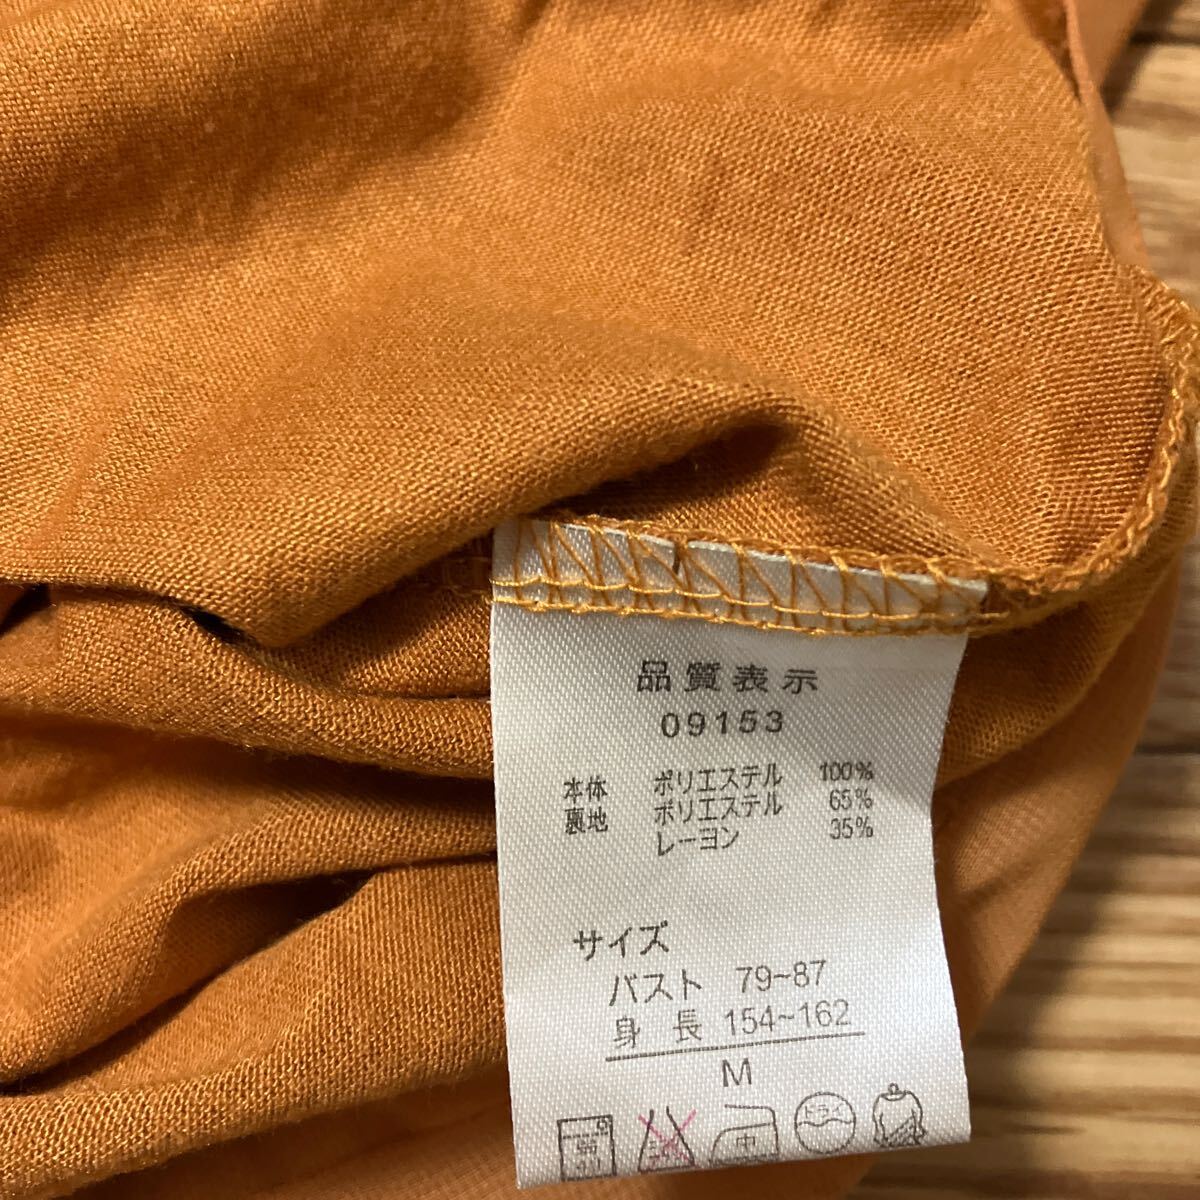 品質表示
09153
本体 ポリエステル 100%
裏地 ポリエステル 65%
レーヨン 35%
サイズ
バスト 79~87
身長 154~162
M
中 ドライ